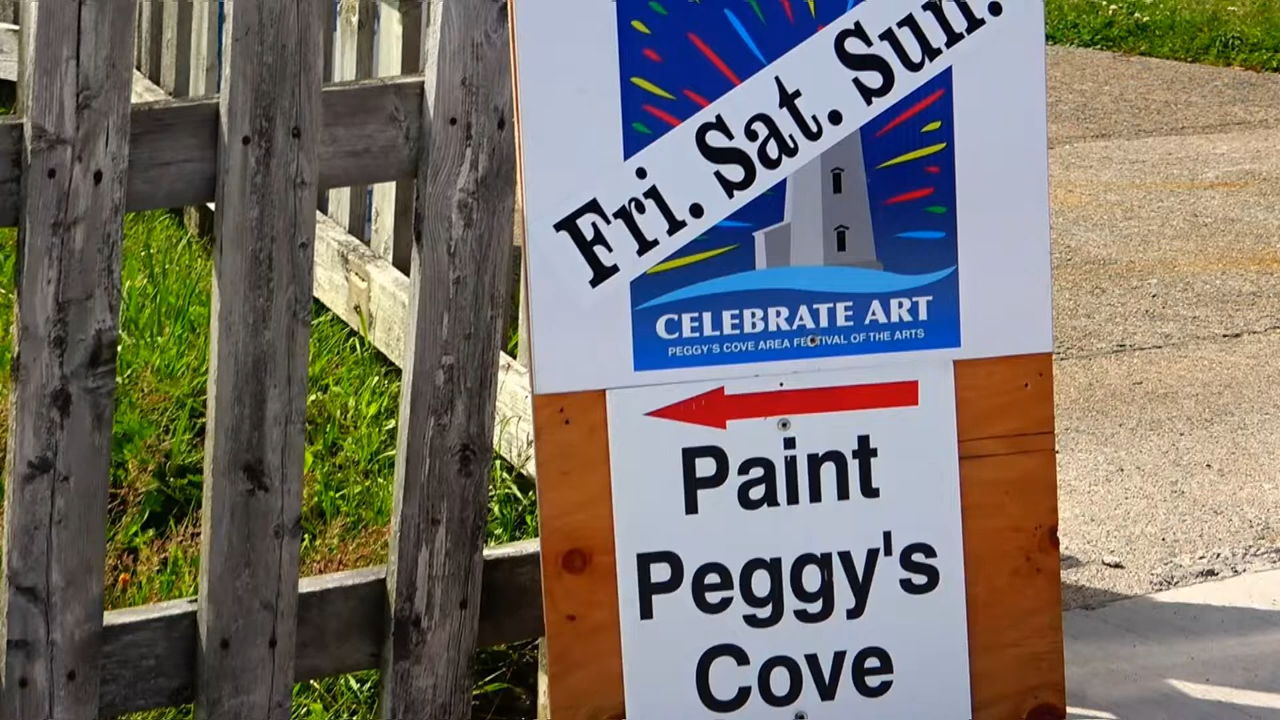 Fri. Sat. Sun.
CELEBRATE ART
PEGGY'S COVE AREA FESTIVAL OF THE ARTS
Paint
Peggy's
Cove